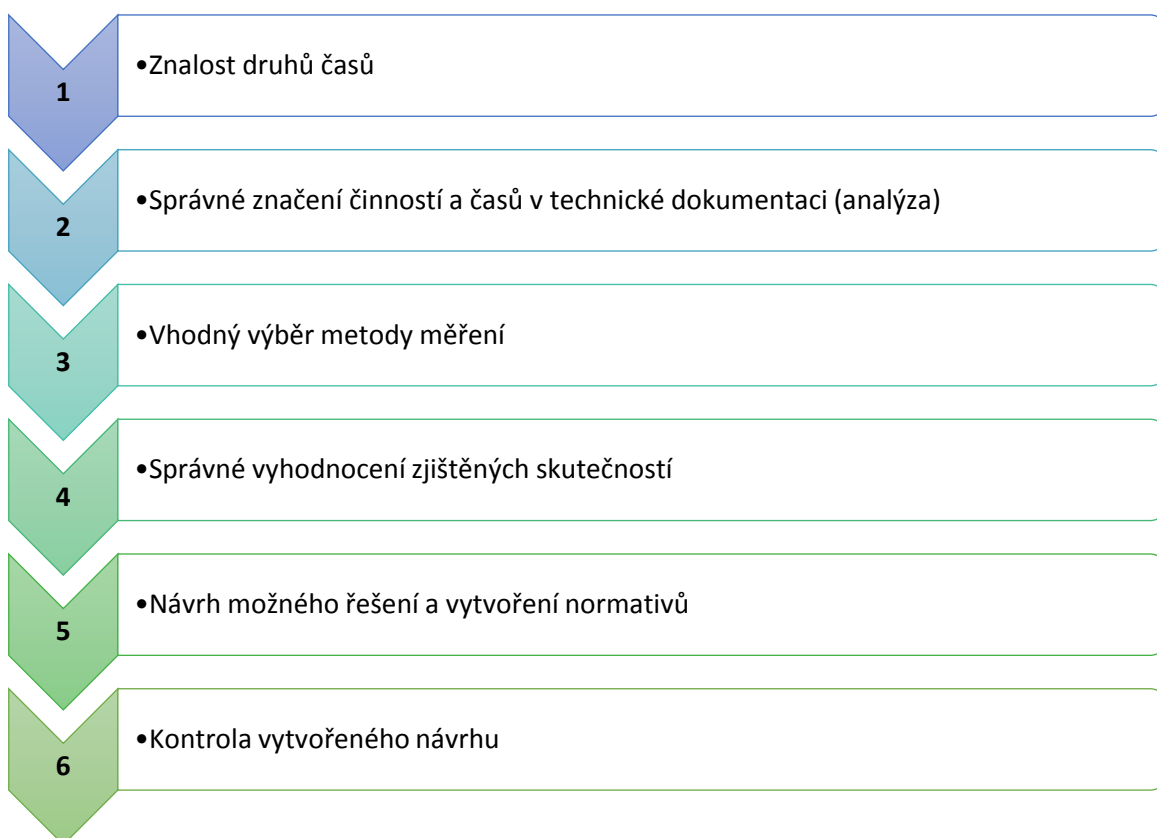 1
•Znalost druhů časů
2
•Správné značení činností a časů v technické dokumentaci (analýza)
3
•Vhodný výběr metody měření
4
•Správné vyhodnocení zjištěných skutečností
5
•Návrh možného řešení a vytvoření normativů
6
•Kontrola vytvořeného návrhu